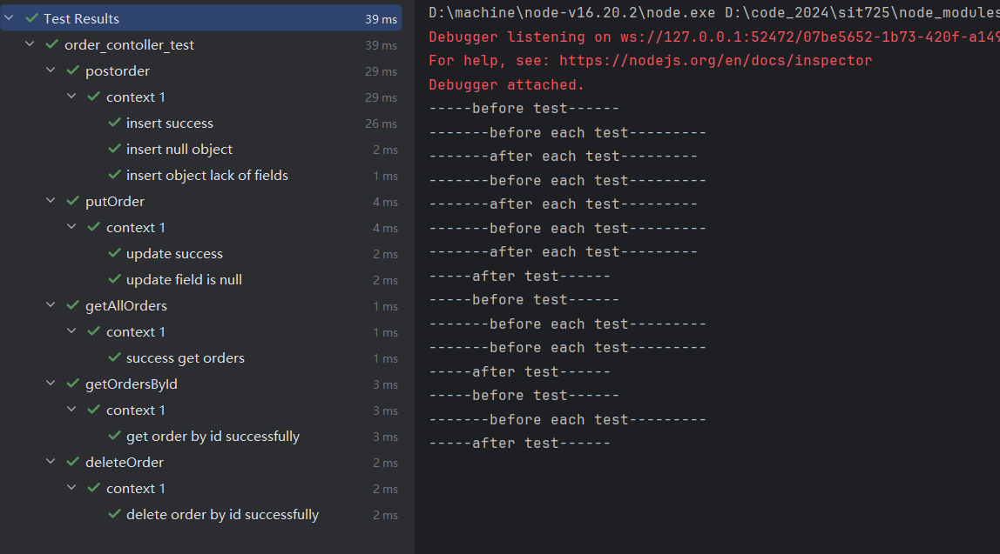 Test Results 39 ms
order_contoller_test 39 ms
postorder 29 ms
context 1 29 ms
insert success 26 ms
insert null object 2 ms
insert object lack of fields 1 ms
putOrder 4 ms
context 1 4 ms
update success 2 ms
update field is null 2 ms
getAllOrders 1 ms
context 1 1 ms
success get orders 1 ms
getOrdersById 3 ms
context 1 3 ms
get order by id successfully 3 ms
deleteOrder 2 ms
context 1 2 ms
delete order by id successfully 2 ms
D:\machine\node-v16.20.2\node.exe D:\code_2024\sit725\node_modules
Debugger listening on ws://127.0.0.1:52472/07be5652-1b73-420f-a149
For help, see: https://nodejs.org/en/docs/inspector
Debugger attached.
-----before test------
-------before each test---------
-------after each test---------
-------before each test---------
-------after each test---------
-------before each test---------
-------after each test---------
-----after test------
-----before test------
-------before each test---------
-------before each test---------
-----after test------
-----before test------
-------before each test---------
-----after test------